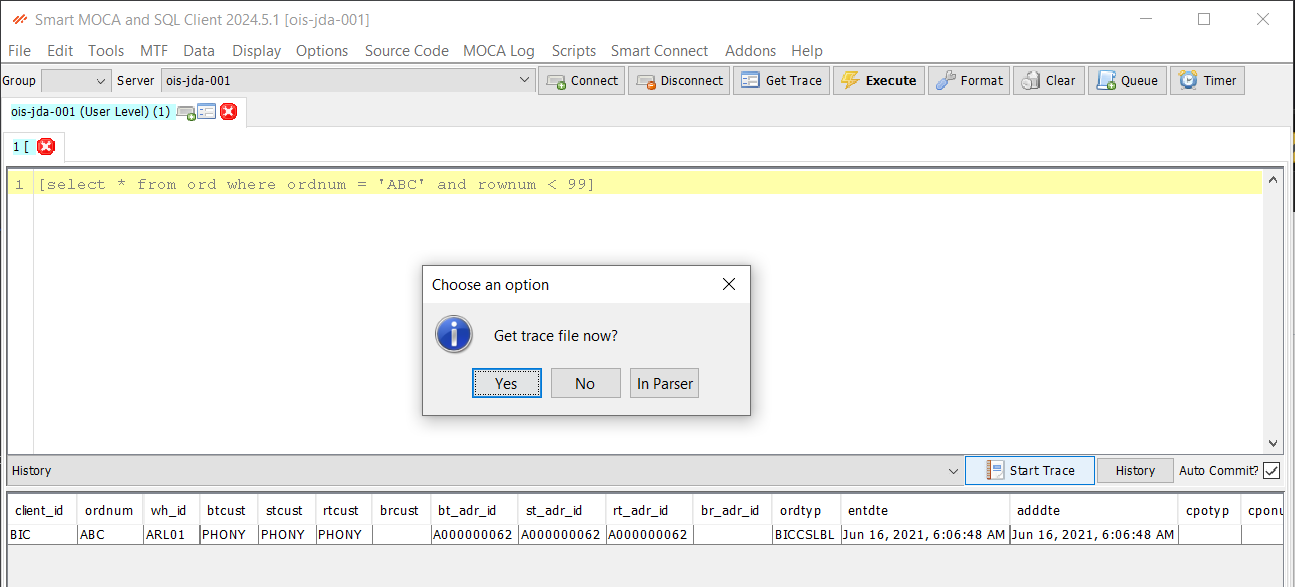 Smart MOCA and SQL Client 2024.5.1 [ois-jda-001]
File Edit Tools MTF Data Display Options Source Code MOCA Log Scripts Smart Connect Addons Help
Group Server ois-jda-001 Connect Disconnect Get Trace Execute Format Clear Queue Timer
ois-jda-001 (User Level) (1)
1 [
1 [select * from ord where ordnum = 'ABC' and rownum < 99]
Choose an option
Get trace file now?
Yes No In Parser
History Start Trace History Auto Commit?
client_id ordnum wh_id btcust stcust rtcust brcust bt_adr_id st_adr_id rt_adr_id br_adr_id ordtyp entdte adddte cpotyp cponu
BIC ABC ARL01 PHONY PHONY PHONY A000000062 A000000062 A000000062 BICCSLBL Jun 16, 2021, 6:06:48 AM Jun 16, 2021, 6:06:48 AM